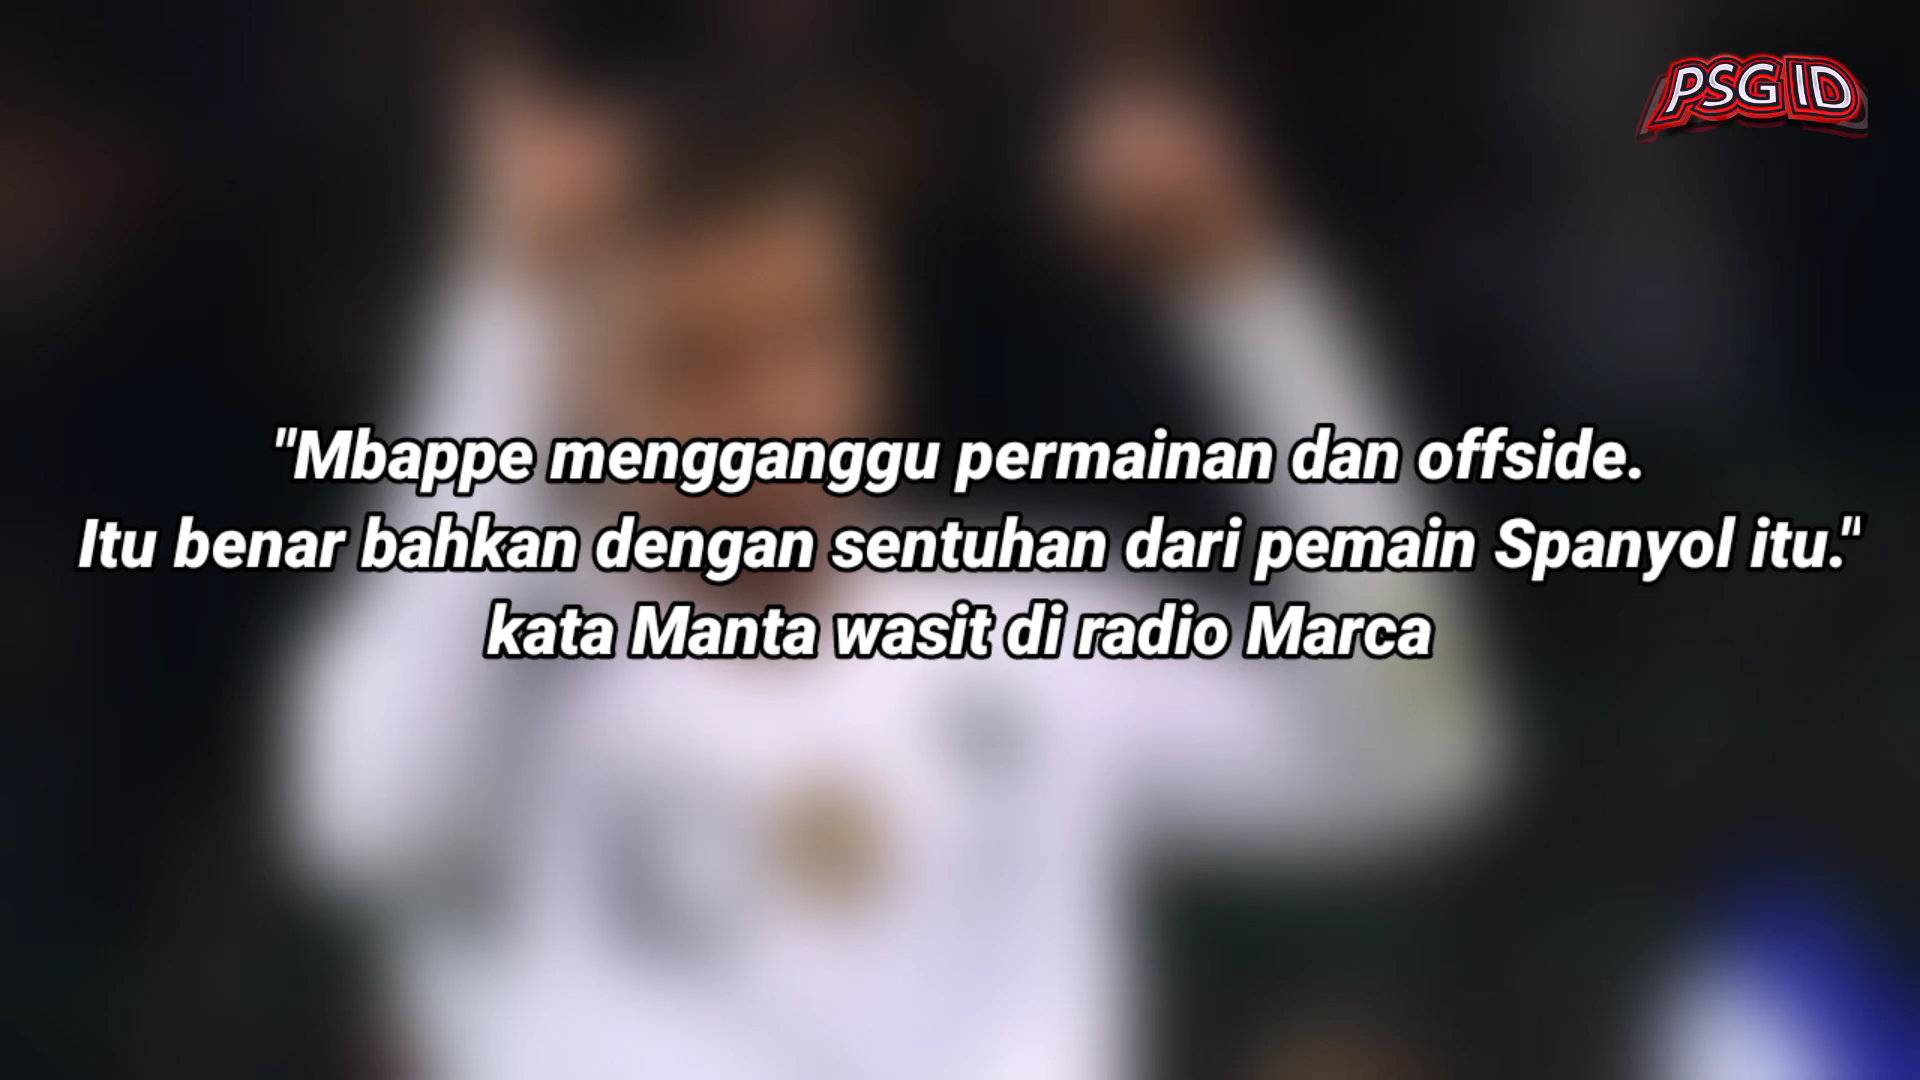 PSG ID
"Mbappe mengganggu permainan dan offside.
Itu benar bahkan dengan sentuhan dari pemain Spanyol itu."
kata Manta wasit di radio Marca